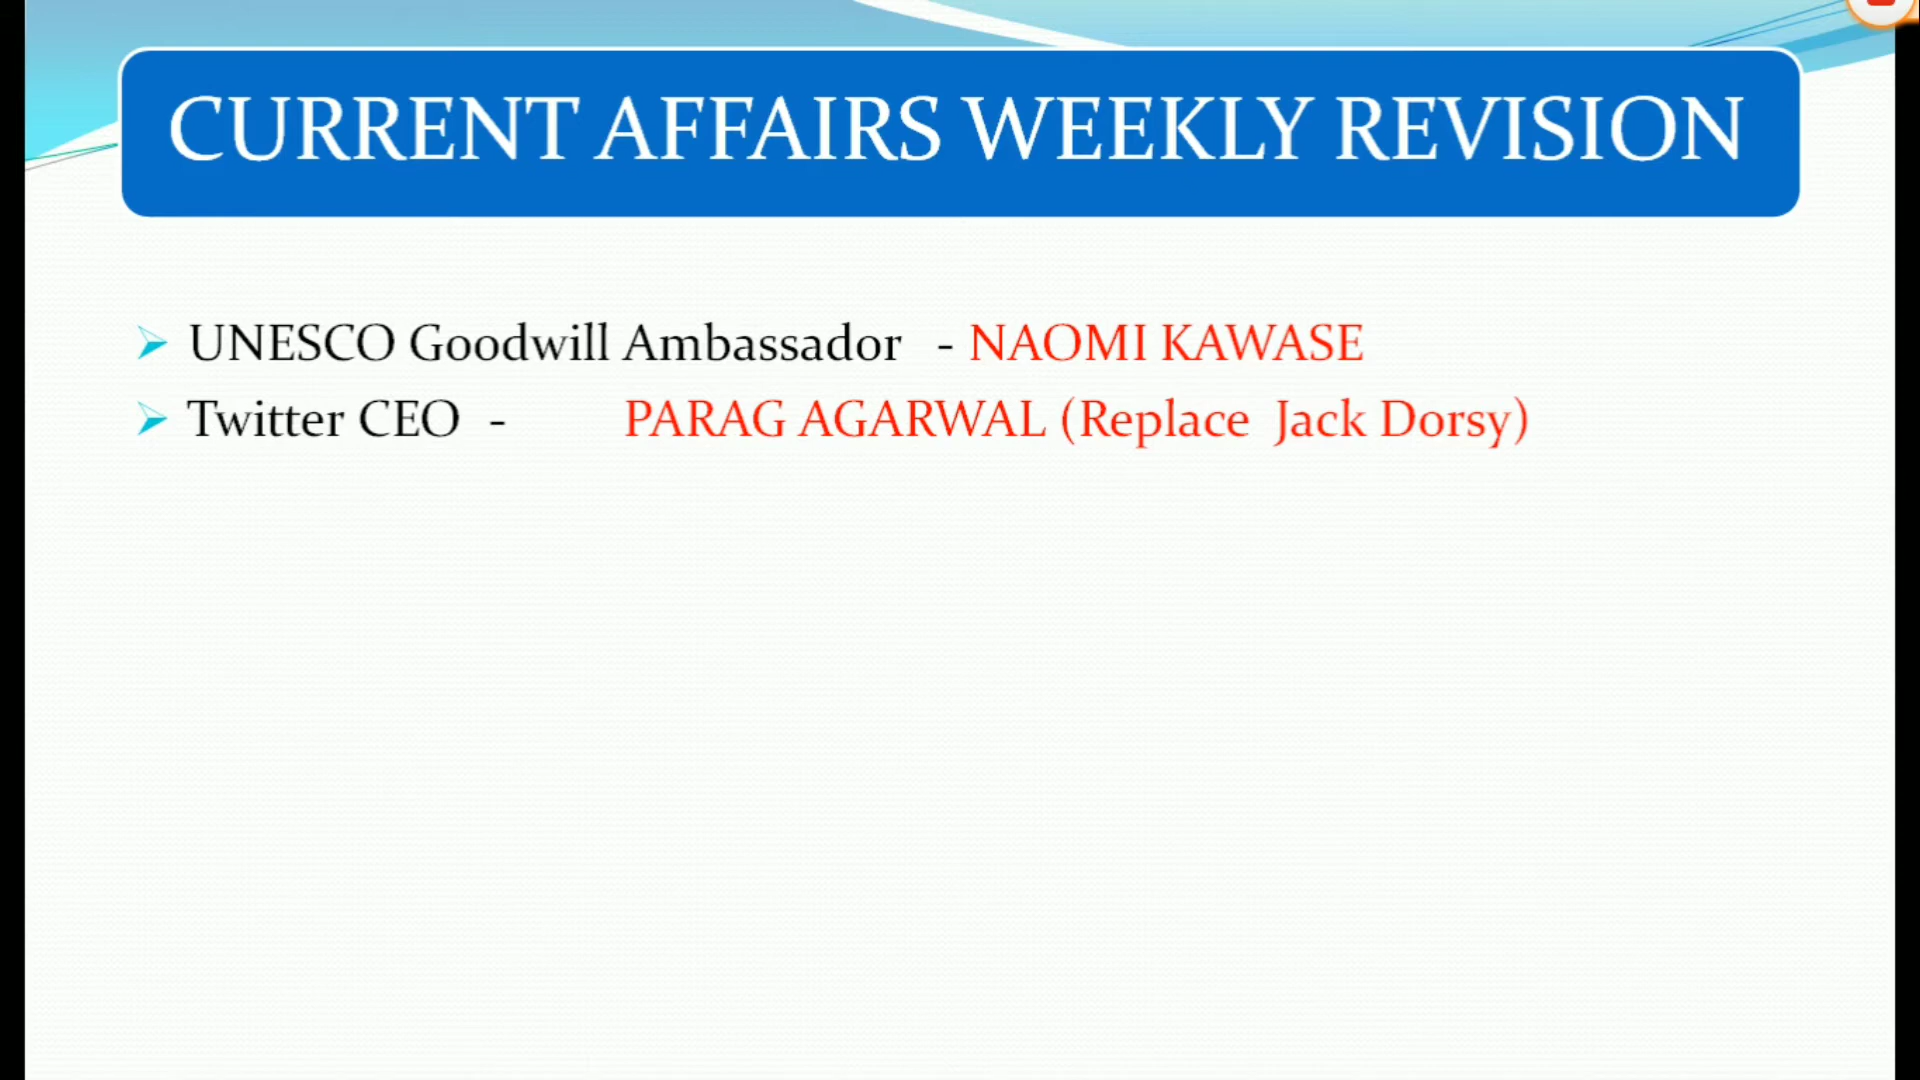 CURRENT AFFAIRS WEEKLY REVISION
UNESCO Goodwill Ambassador - NAOMI KAWASE
Twitter CEO - PARAG AGARWAL (Replace Jack Dorsy)